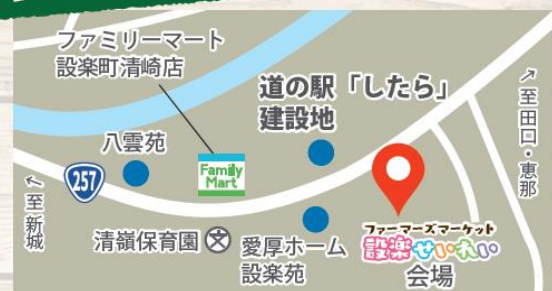 ファミリーマート
設楽町清崎店
道の駅「したら」
建設地
八雲苑
Family
Mart
257
↗至田口・恵那
↖至新城
清嶺保育園
文
愛厚ホーム
設楽苑
ファーマーズマーケット
設楽せいれい
会場